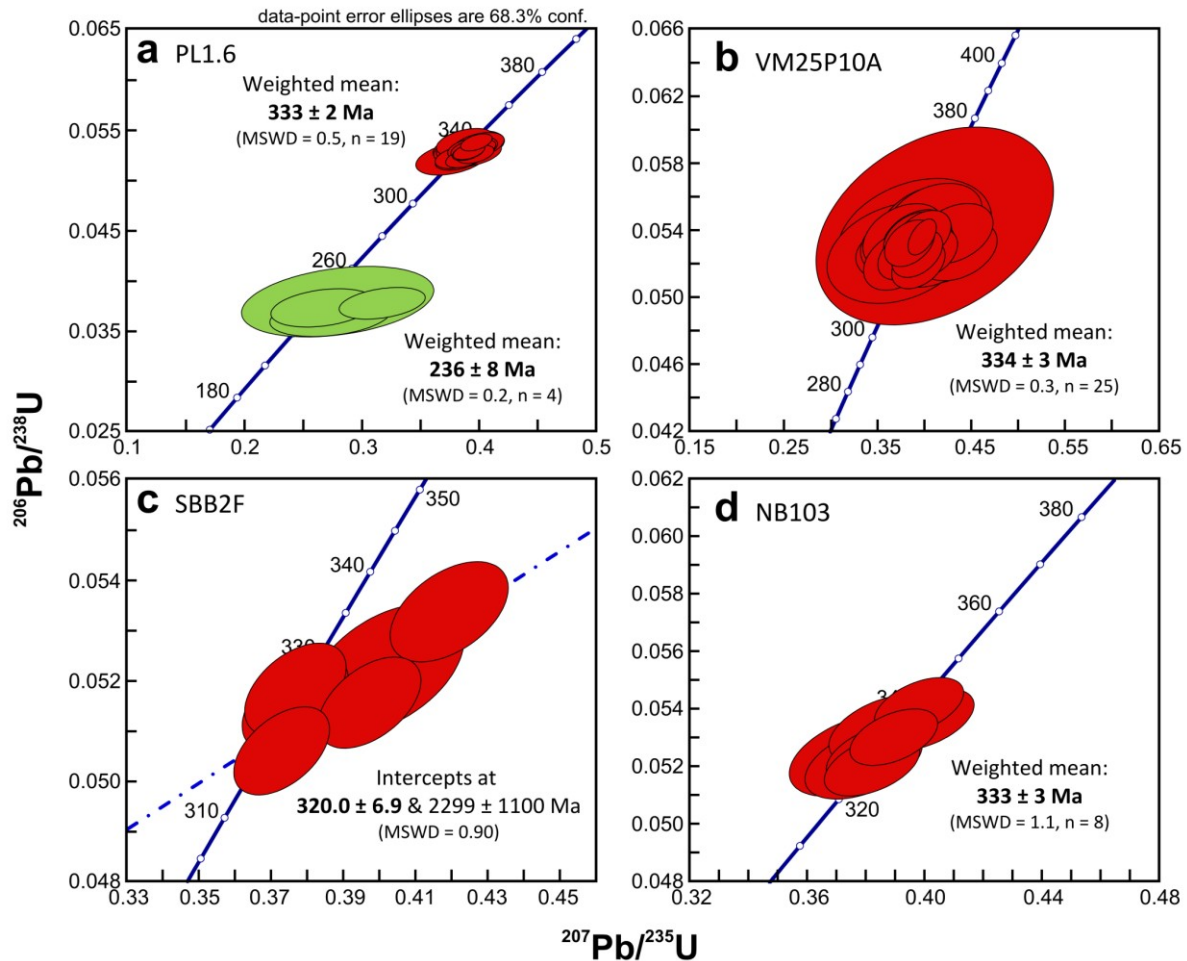 data-point error ellipses are 68.3% conf.
a PL1.6
Weighted mean:
333 ± 2 Ma
(MSWD = 0.5, n = 19)
380
340
300
260
180
Weighted mean:
236 ± 8 Ma
(MSWD = 0.2, n = 4)
0.065
0.055
0.045
0.035
0.025
0.1 0.2 0.3 0.4 0.5
b VM25P10A
400
380
300
280
Weighted mean:
334 ± 3 Ma
(MSWD = 0.3, n = 25)
0.066
0.062
0.058
0.054
0.050
0.046
0.042
0.15 0.25 0.35 0.45 0.55 0.65
206Pb/238U
c SBB2F
350
340
330
310
Intercepts at
320.0 ± 6.9 & 2299 ± 1100 Ma
(MSWD = 0.90)
0.056
0.054
0.052
0.050
0.048
0.33 0.35 0.37 0.39 0.41 0.43 0.45
d NB103
380
360
320
Weighted mean:
333 ± 3 Ma
(MSWD = 1.1, n = 8)
0.062
0.060
0.058
0.056
0.054
0.052
0.050
0.048
0.32 0.36 0.40 0.44 0.48
207Pb/235U